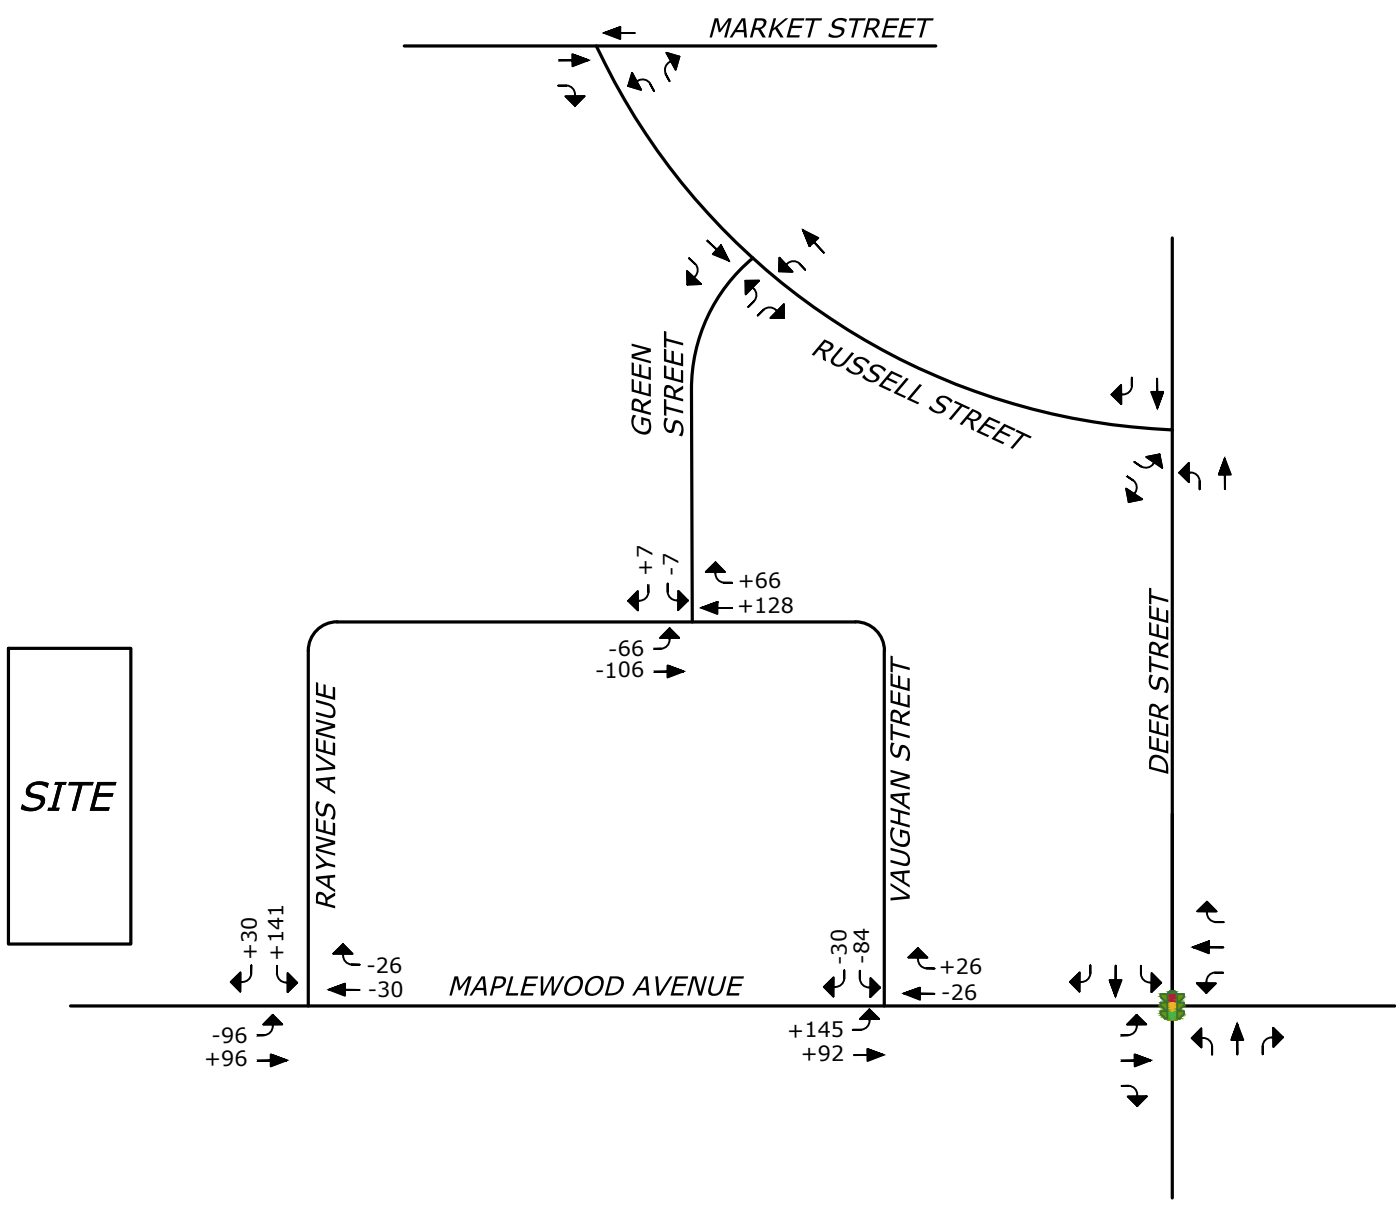 MARKET STREET
GREEN
STREET
RUSSELL STREET
+7
-7
+66
+128
-66
-106
DEER STREET
SITE
RAYNES AVENUE
VAUGHAN STREET
+30
+141
-26
-30
MAPLEWOOD AVENUE
-30
-84
+26
-26
-96
+96
+145
+92